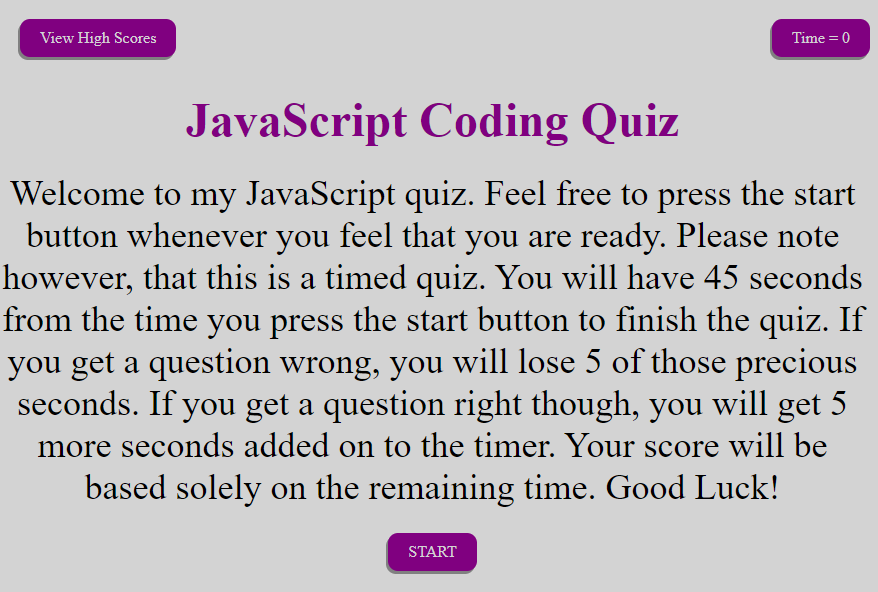 View High Scores
Time = 0
JavaScript Coding Quiz
Welcome to my JavaScript quiz. Feel free to press the start
button whenever you feel that you are ready. Please note
however, that this is a timed quiz. You will have 45 seconds
from the time you press the start button to finish the quiz. If
you get a question wrong, you will lose 5 of those precious
seconds. If you get a question right though, you will get 5
more seconds added on to the timer. Your score will be
based solely on the remaining time. Good Luck!
START